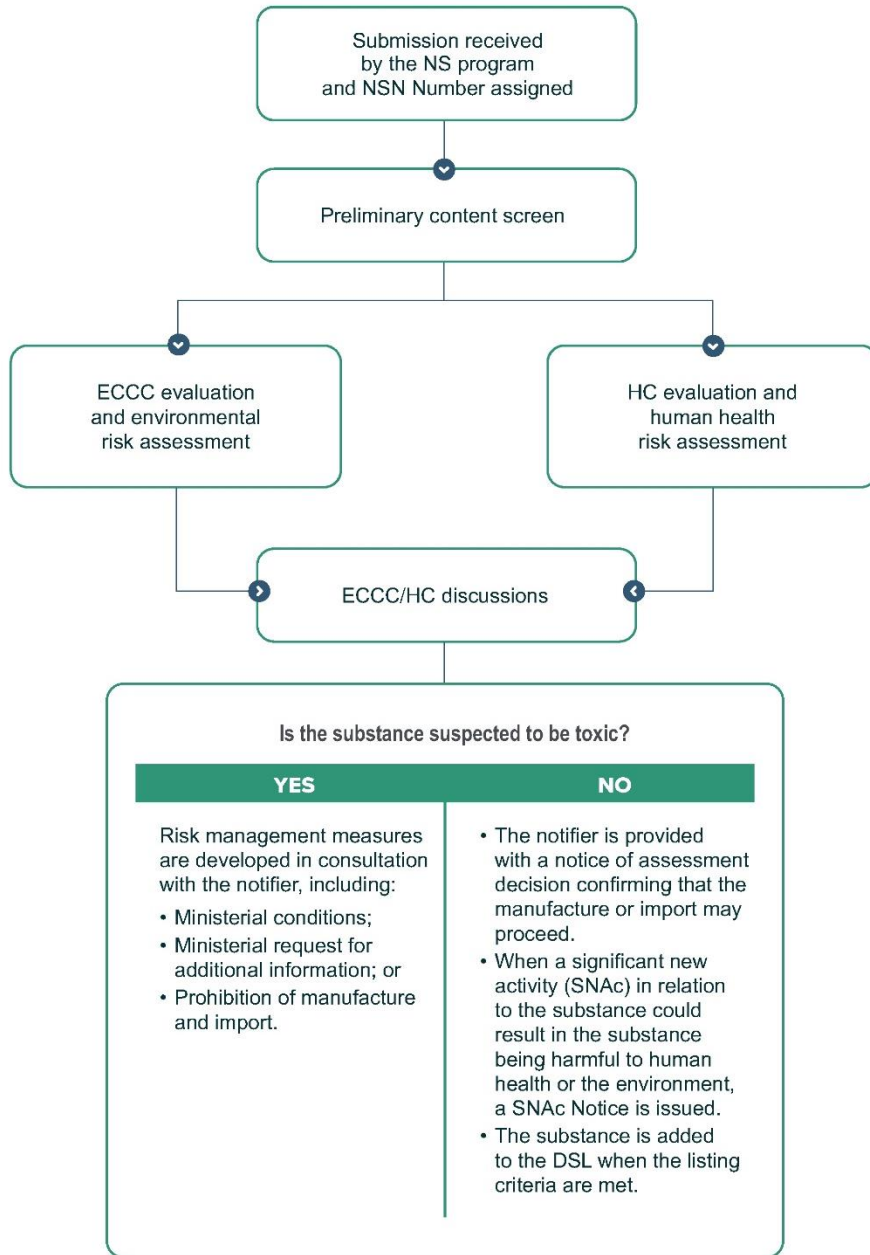 Submission received
by the NS program
and NSN Number assigned
Preliminary content screen
ECCC evaluation
and environmental
risk assessment
HC evaluation and
human health
risk assessment
ECCC/HC discussions
Is the substance suspected to be toxic?
YES
Risk management measures
are developed in consultation
with the notifier, including:
• Ministerial conditions;
• Ministerial request for
additional information; or
• Prohibition of manufacture
and import.
NO
• The notifier is provided
with a notice of assessment
decision confirming that the
manufacture or import may
proceed.
• When a significant new
activity (SNAc) in relation
to the substance could
result in the substance
being harmful to human
health or the environment,
a SNAc Notice is issued.
• The substance is added
to the DSL when the listing
criteria are met.